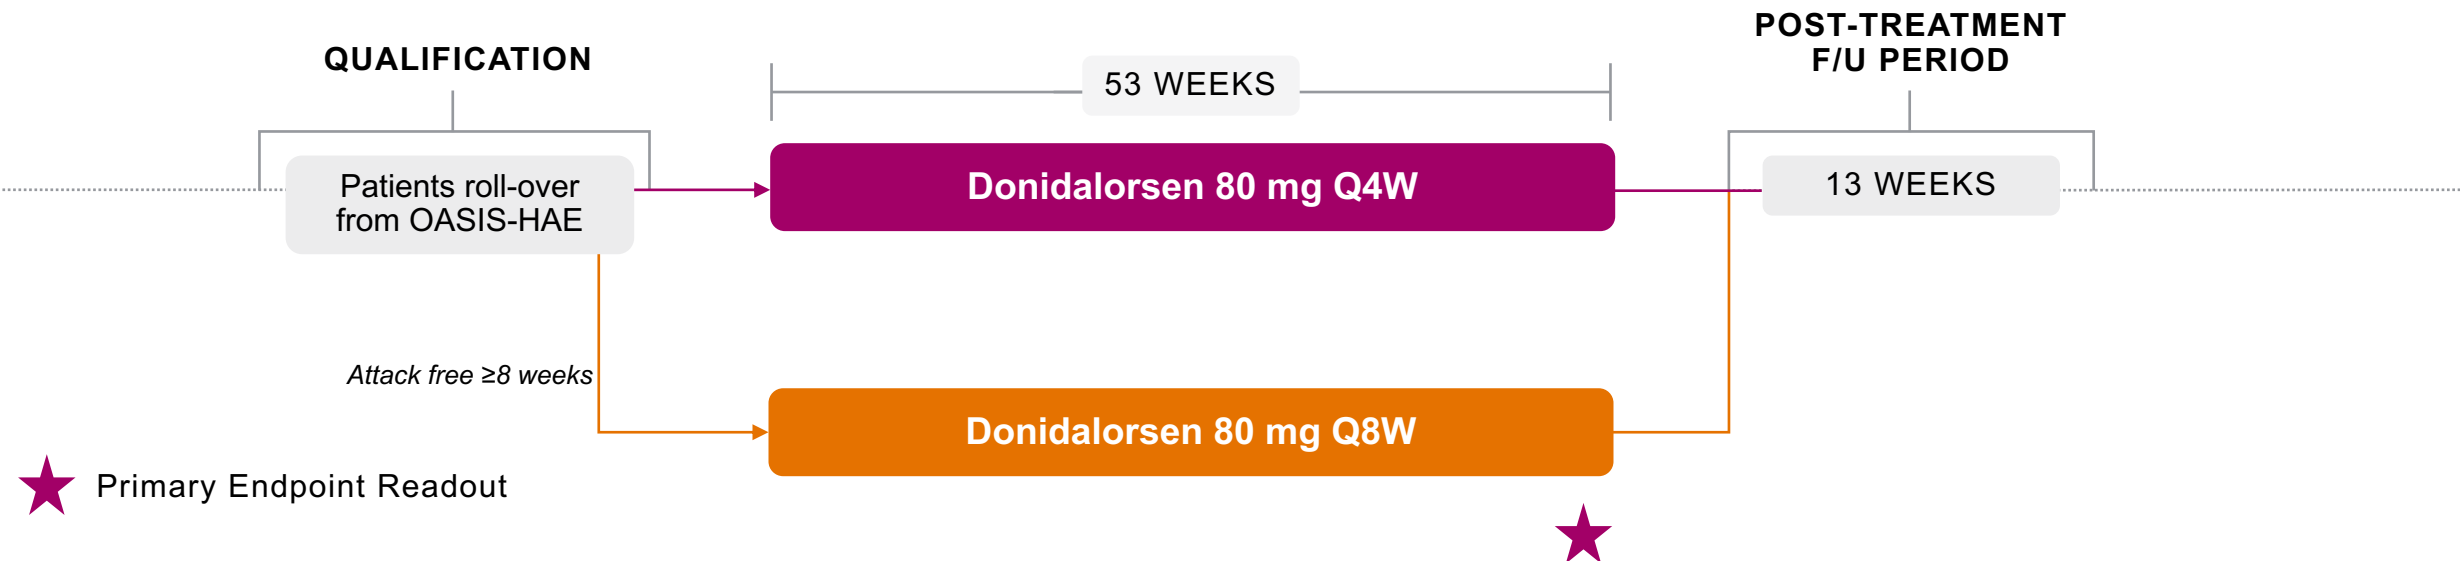 QUALIFICATION
53 WEEKS
POST-TREATMENT
F/U PERIOD
Patients roll-over
from OASIS-HAE
Donidalorsen 80 mg Q4W
13 WEEKS
Attack free ≥8 weeks
Donidalorsen 80 mg Q8W
Primary Endpoint Readout